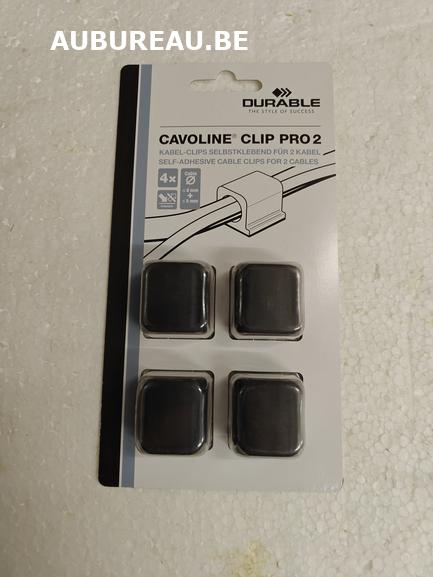 AUBUREAU.BE
DURABLE
THE STYLE OF SUCCESS
CAVOLINE® CLIP PRO 2
KABEL-CLIPS SELBSTKLEBEND FÜR 2 KABEL
SELF-ADHESIVE CABLE CLIPS FOR 2 CABLES
4x
Cable
Ø
+